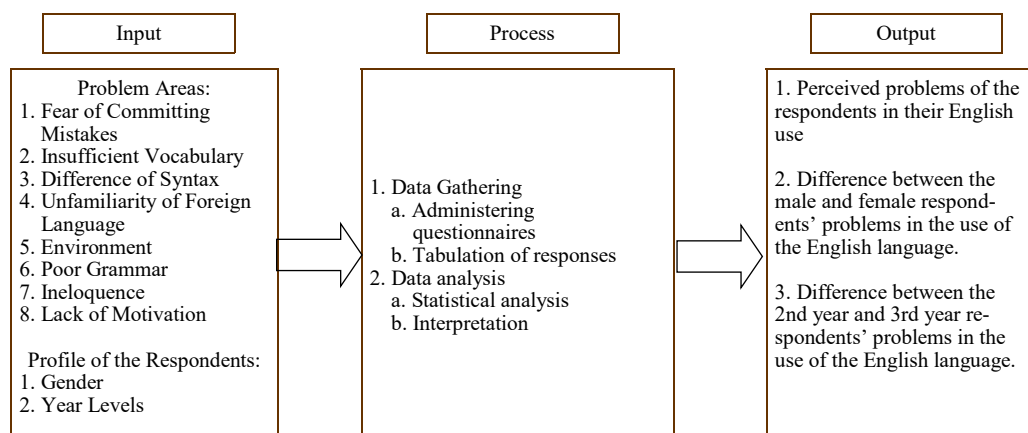 Input
Process
Output
Problem Areas:
1. Fear of Committing
Mistakes
2. Insufficient Vocabulary
3. Difference of Syntax
4. Unfamiliarity of Foreign
Language
5. Environment
6. Poor Grammar
7. Ineloquence
8. Lack of Motivation
Profile of the Respondents:
1. Gender
2. Year Levels
1. Data Gathering
a. Administering
questionnaires
b. Tabulation of responses
2. Data analysis
a. Statistical analysis
b. Interpretation
1. Perceived problems of the
respondents in their English
use
2. Difference between the
male and female respond-
ents’ problems in the use of
the English language.
3. Difference between the
2nd year and 3rd year re-
spondents’ problems in the
use of the English language.